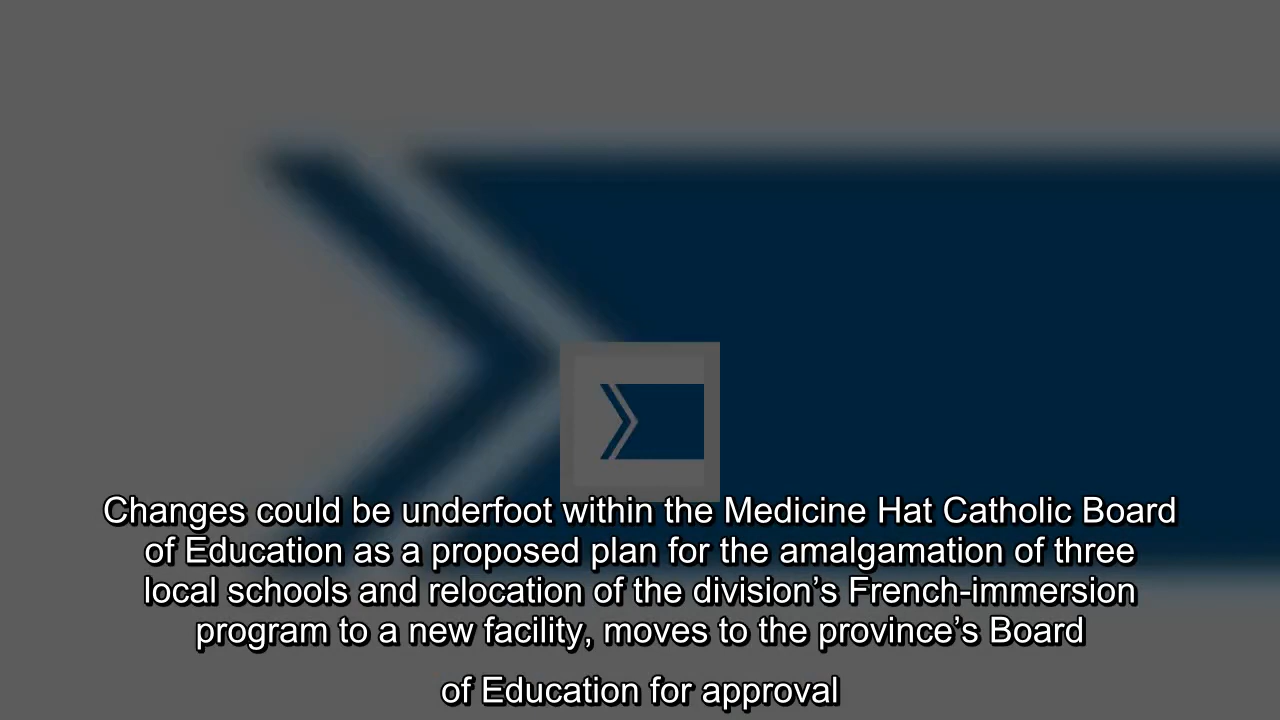 Changes could be underfoot within the Medicine Hat Catholic Board
of Education as a proposed plan for the amalgamation of three
local schools and relocation of the division’s French-immersion
program to a new facility, moves to the province’s Board
of Education for approval